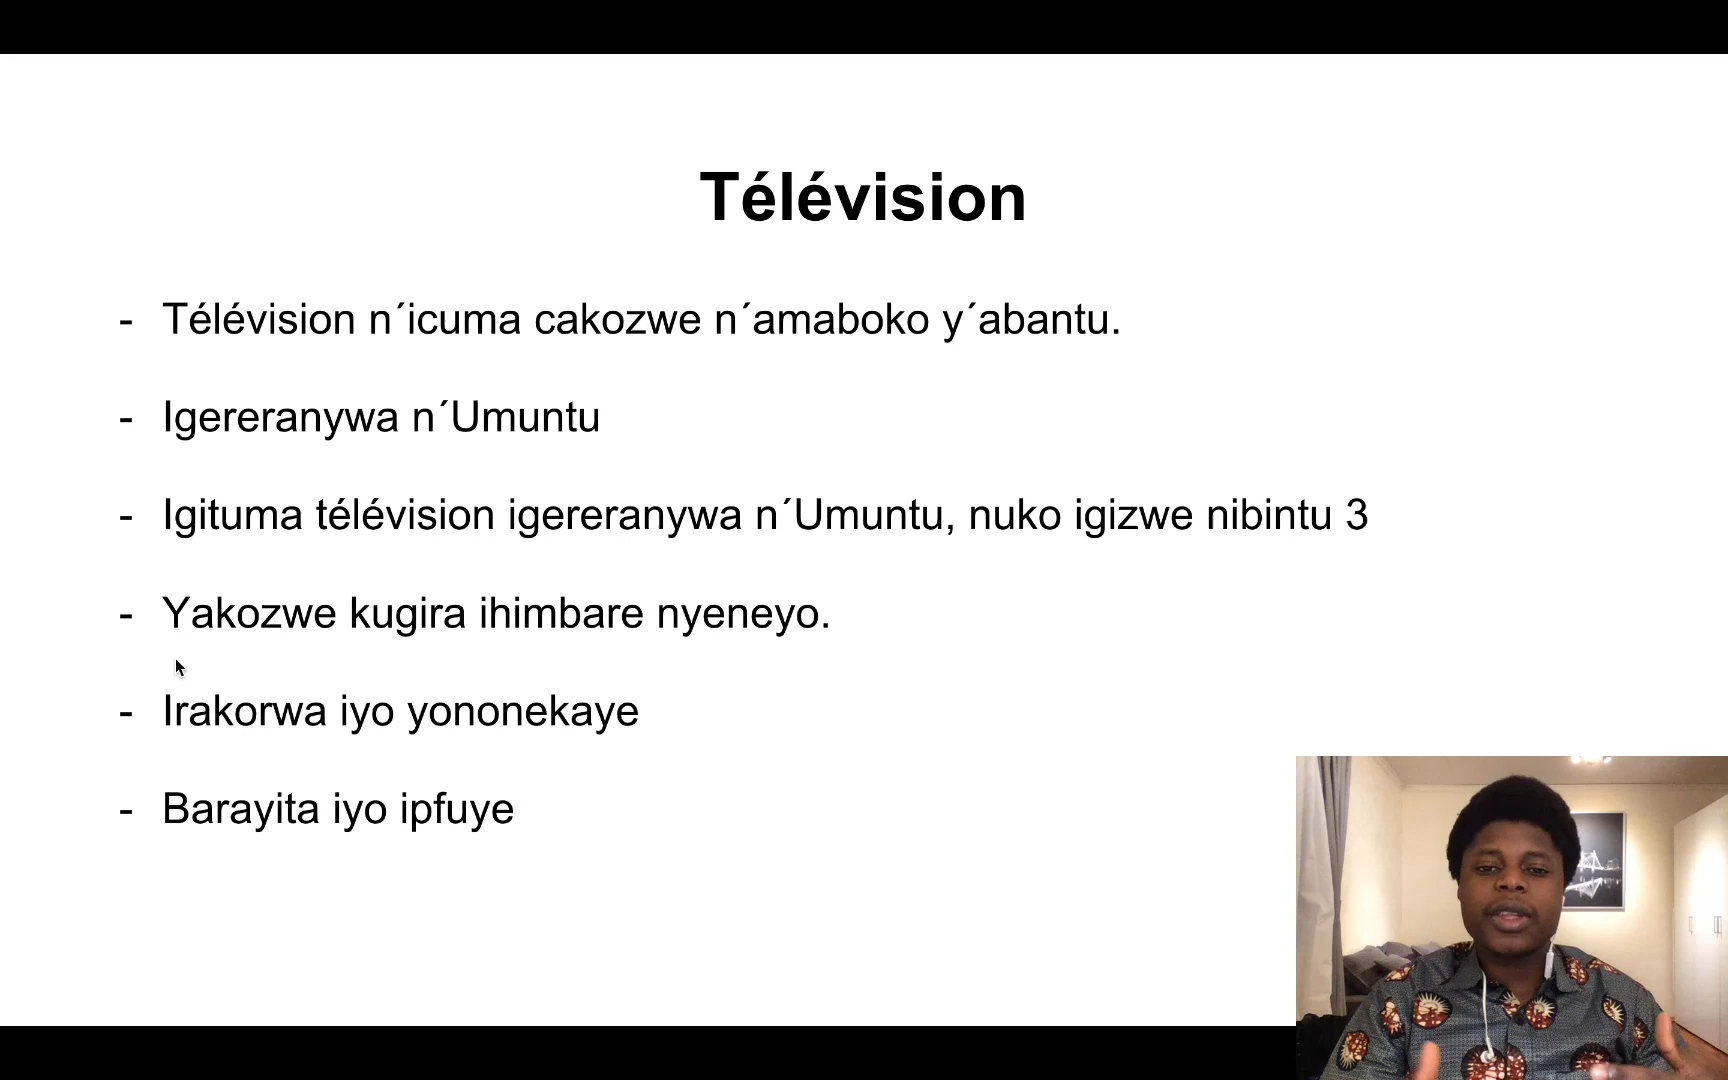 Télévision
- Télévision n´icuma cakozwe n´amaboko y´abantu.
- Igereranywa n´Umuntu
- Igituma télévision igereranywa n´Umuntu, nuko igizwe nibintu 3
- Yakozwe kugira ihimbare nyeneyo.
- Irakorwa iyo yononekaye
- Barayita iyo ipfuye